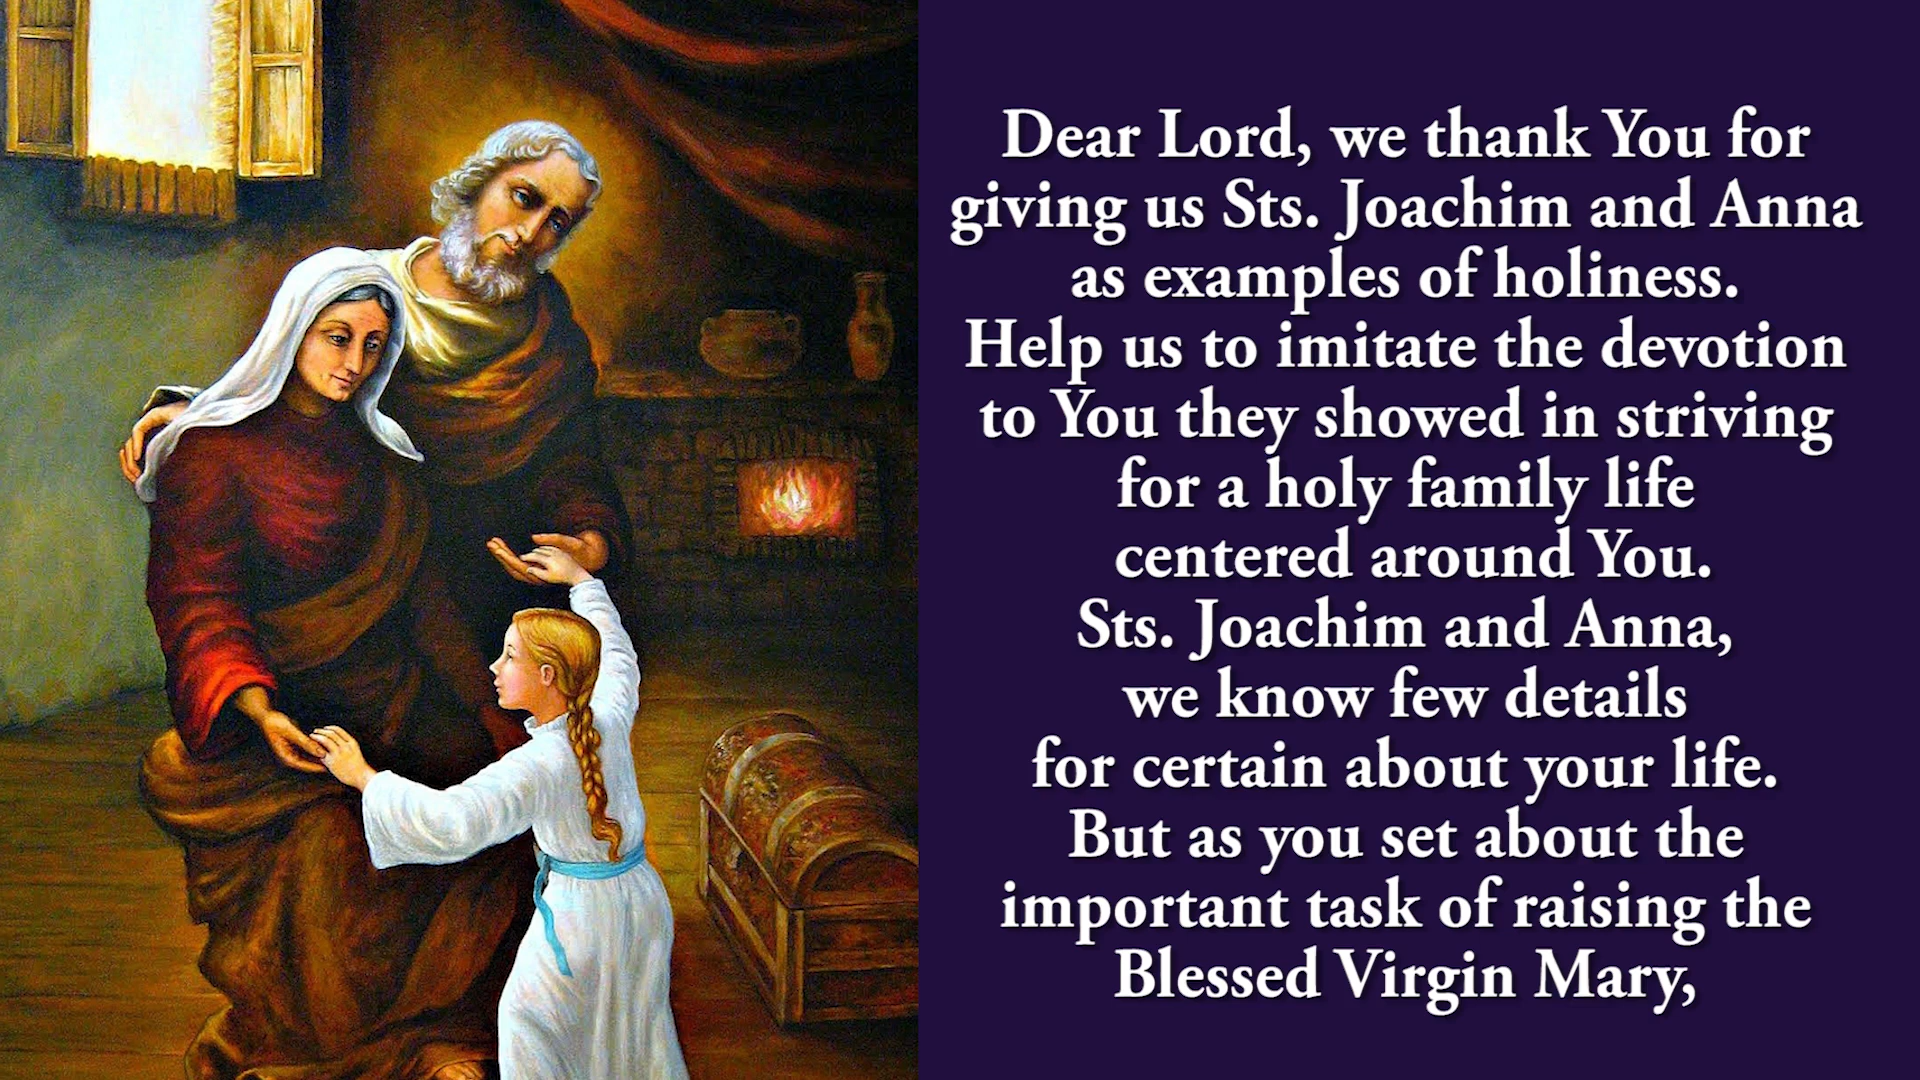 Dear Lord, we thank You for
giving us Sts. Joachim and Anna
as examples of holiness.
Help us to imitate the devotion
to You they showed in striving
for a holy family life
centered around You.
Sts. Joachim and Anna,
we know few details
for certain about your life.
But as you set about the
important task of raising the
Blessed Virgin Mary,